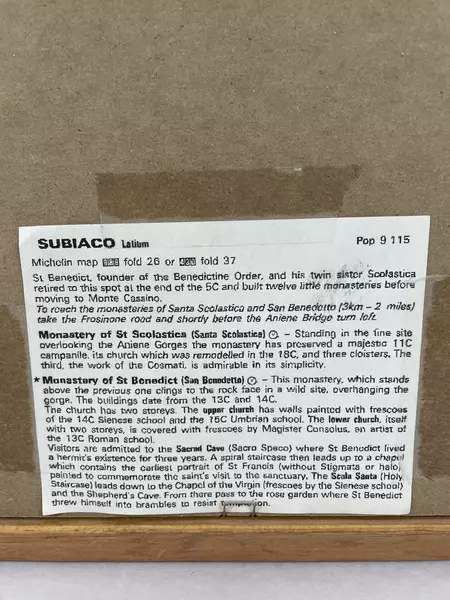 SUBIACO Latium Pop 9 115
Michelin map 988 fold 26 or 430 fold 37
St Benedict, founder of the Benedictine Order, and his twin sister Scolastica
retired to this spot at the end of the 5C and built twelve little monasteries before
moving to Monte Cassino.
To reach the monasteries of Santa Scolastica and San Benedetto (3km – 2 miles)
take the Frosinone road and shortly before the Aniene Bridge turn left.
Monastery of St Scolastica (Santa Scolastica) – Standing in the fine site
overlooking the Aniene Gorges the monastery has preserved a majestic 11C
campanile, its church which was remodelled in the 18C, and three cloisters. The
third, the work of the Cosmati, is admirable in its simplicity.
★ Monastery of St Benedict (San Benedetto) – This monastery, which stands
above the previous one clings to the rock face in a wild site, overhanging the
gorge. The buildings date from the 13C and 14C.
The church has two storeys. The upper church has walls painted with frescoes
of the 14C Sienese school and the 15C Umbrian school. The lower church, itself
with two storeys, is covered with frescoes by Magister Consolus, an artist of
the 13C Roman school.
Visitors are admitted to the Sacred Cave (Sacro Speco) where St Benedict lived
a hermit's existence for three years. A spiral staircase then leads up to a chapel
which contains the earliest portrait of St Francis (without Stigmata or halo)
painted to commemorate the saint's visit to the sanctuary. The Scala Santa (Holy
Staircase) leads down to the Chapel of the Virgin (frescoes by the Sienese school)
and the Shepherd's Cave. From there pass to the rose garden where St Benedict
threw himself into brambles to resist temptation.